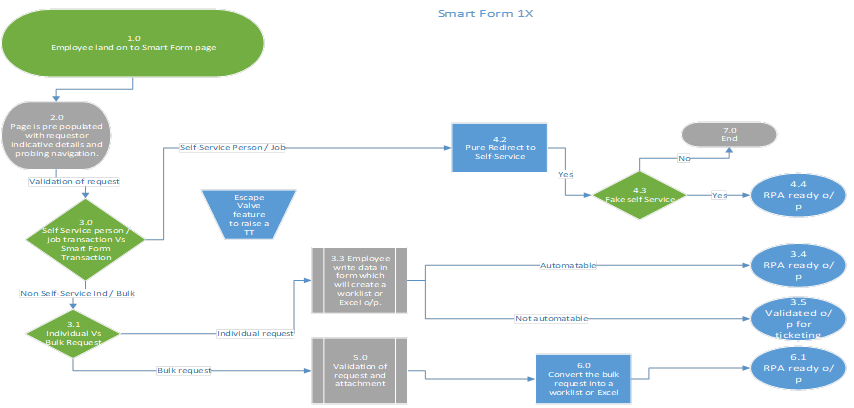 Smart Form 1X
1.0
Employee land on to Smart Form page
2.0
Page is pre populated
with requestor
indicative details and
probing navigation.
Validation of request
3.0
Self Service person /
job transaction Vs
Smart Form
Transaction
Self-Service Person / Job
4.2
Pure Redirect to
Self-Service
Yes
4.3
Fake self Service
No
7.0
End
Yes
4.4
RPA ready o/
p
Escape
Valve
feature
to raise a
TT
Non Self-Service Ind / Bulk
3.1
Individual Vs
Bulk Request
Individual request
3.3 Employee
write data in
form which
will create a
worklist or
Excel o/p.
Automatable
3.4
RPA ready o/
p
Not automatable
3.5
Validated o/
p for
ticketing
Bulk request
5.0
Validation of
request and
attachment
6.0
Convert the bulk
request into a
worklist or Excel
6.1
RPA ready o/
p